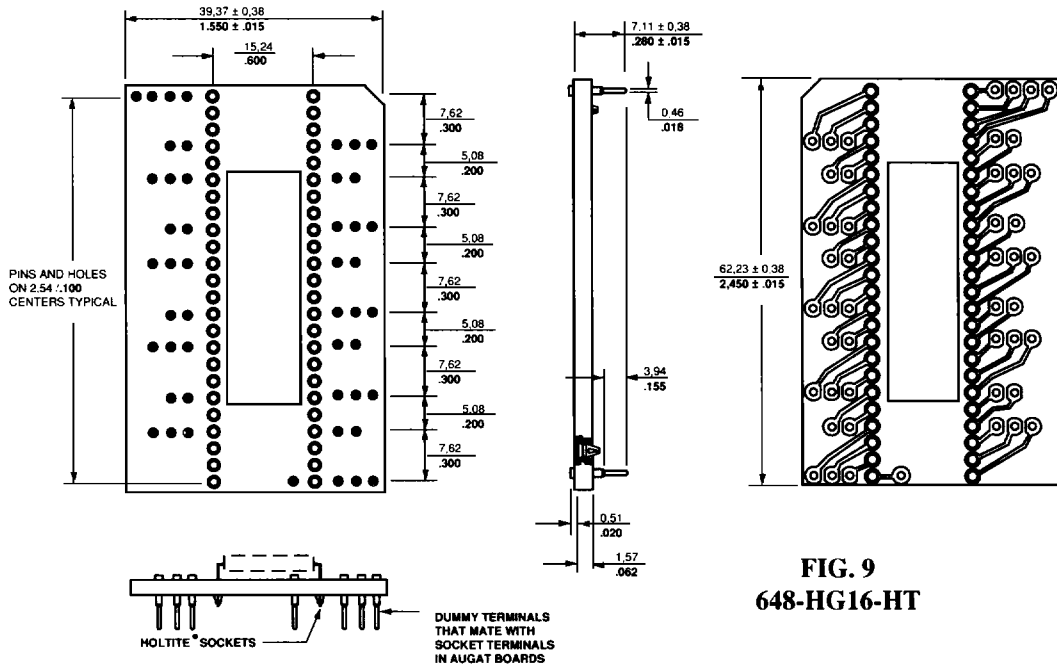 39,37 ± 0,38
1.550 ± .015
15,24
.600
7,62
.300
5,08
.200
7,62
.300
5,08
.200
7,62
.300
5,08
.200
7,62
.300
5,08
.200
7,62
.300
PINS AND HOLES
ON 2.54 /.100
CENTERS TYPICAL
7.11 ± 0,38
.280 ± .015
0,46
.018
3,94
.155
0,51
.020
1,57
.062
62,23 ± 0,38
2,450 ± .015
HOLTITE® SOCKETS
DUMMY TERMINALS
THAT MATE WITH
SOCKET TERMINALS
IN AUGAT BOARDS
FIG. 9
648-HG16-HT